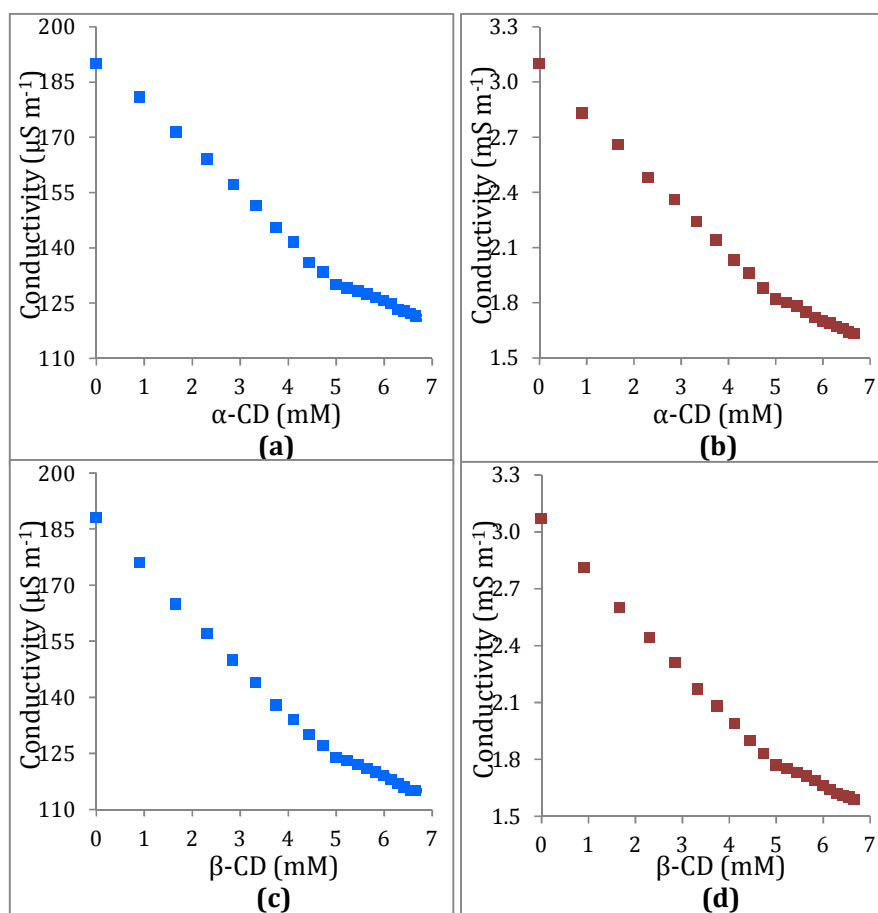 Conductivity (µS m-1)
200
185
170
155
140
125
110
0 1 2 3 4 5 6 7
α-CD (mM)
(a)
Conductivity (mS m-1)
3.3
3.0
2.7
2.4
2.1
1.8
1.5
0 1 2 3 4 5 6 7
α-CD (mM)
(b)
Conductivity (µS m-1)
200
185
170
155
140
125
110
0 1 2 3 4 5 6 7
β-CD (mM)
(c)
Conductivity (mS m-1)
3.3
3.0
2.7
2.4
2.1
1.8
1.5
0 1 2 3 4 5 6 7
β-CD (mM)
(d)